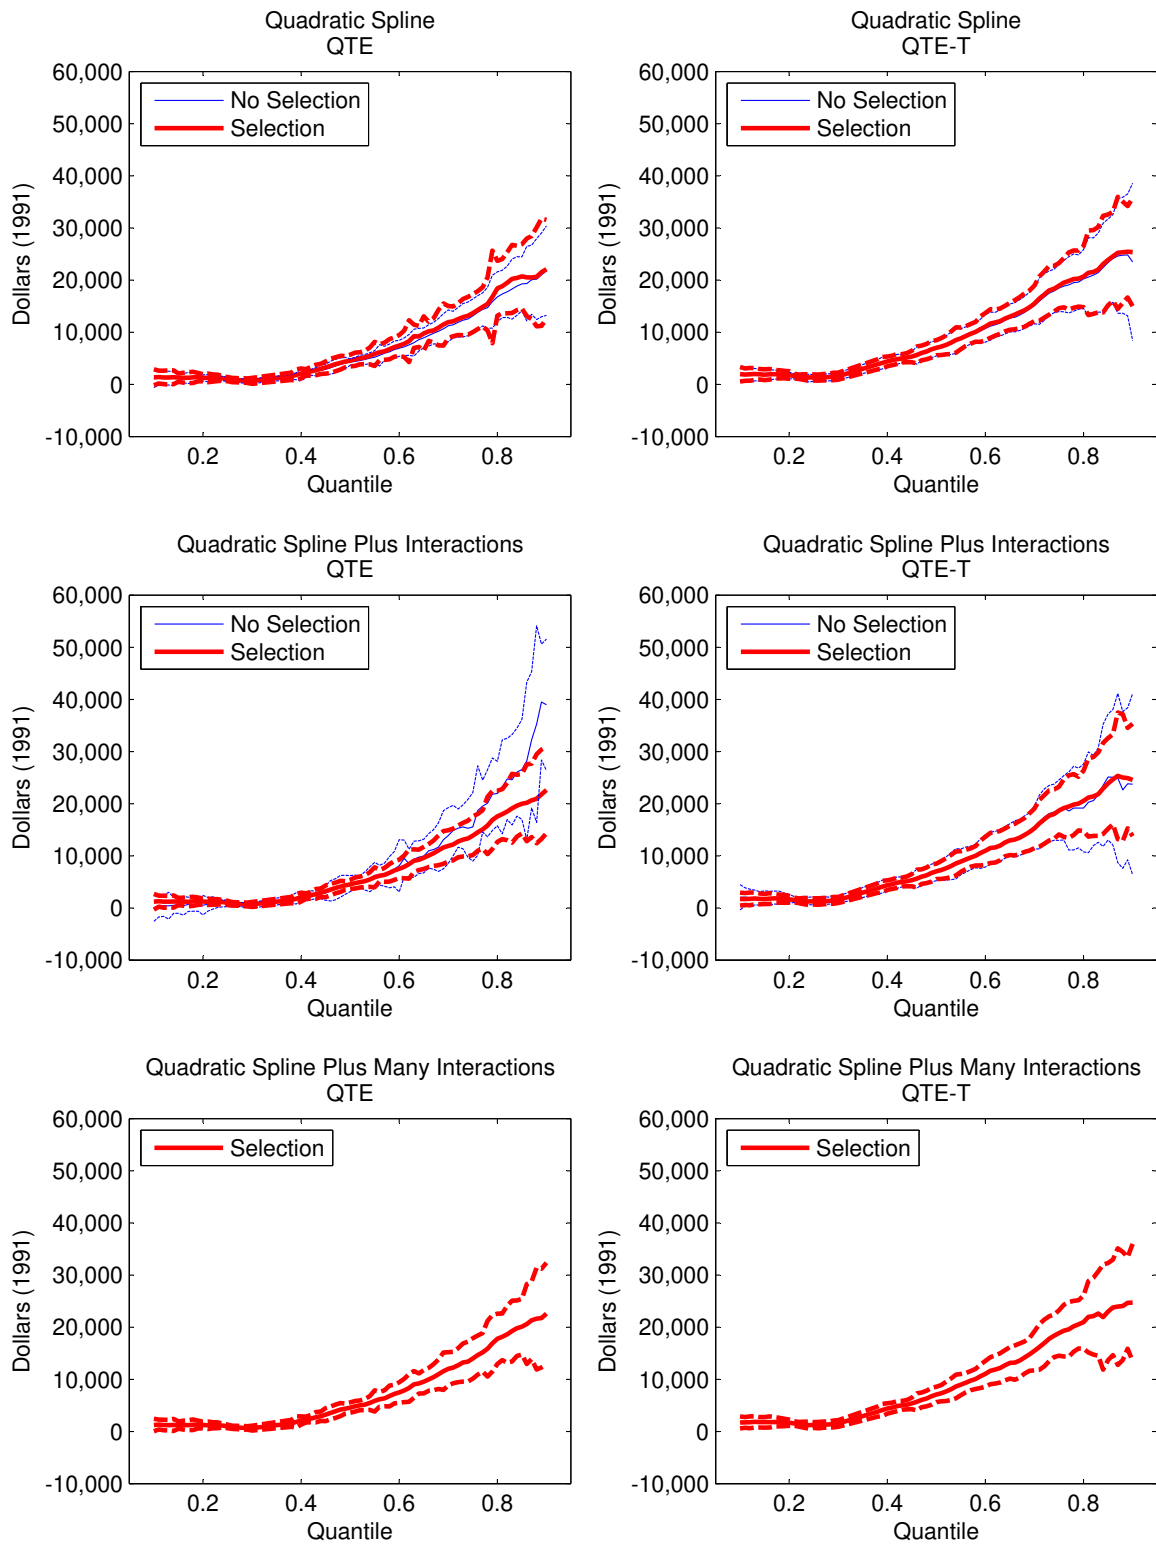 Quadratic Spline
QTE
60,000
50,000
40,000
30,000
20,000
10,000
0
-10,000
Dollars (1991)
No Selection
Selection
0.2 0.4 0.6 0.8
Quantile
Quadratic Spline
QTE-T
60,000
50,000
40,000
30,000
20,000
10,000
0
-10,000
Dollars (1991)
No Selection
Selection
0.2 0.4 0.6 0.8
Quantile
Quadratic Spline Plus Interactions
QTE
60,000
50,000
40,000
30,000
20,000
10,000
0
-10,000
Dollars (1991)
No Selection
Selection
0.2 0.4 0.6 0.8
Quantile
Quadratic Spline Plus Interactions
QTE-T
60,000
50,000
40,000
30,000
20,000
10,000
0
-10,000
Dollars (1991)
No Selection
Selection
0.2 0.4 0.6 0.8
Quantile
Quadratic Spline Plus Many Interactions
QTE
60,000
50,000
40,000
30,000
20,000
10,000
0
-10,000
Dollars (1991)
Selection
0.2 0.4 0.6 0.8
Quantile
Quadratic Spline Plus Many Interactions
QTE-T
60,000
50,000
40,000
30,000
20,000
10,000
0
-10,000
Dollars (1991)
Selection
0.2 0.4 0.6 0.8
Quantile